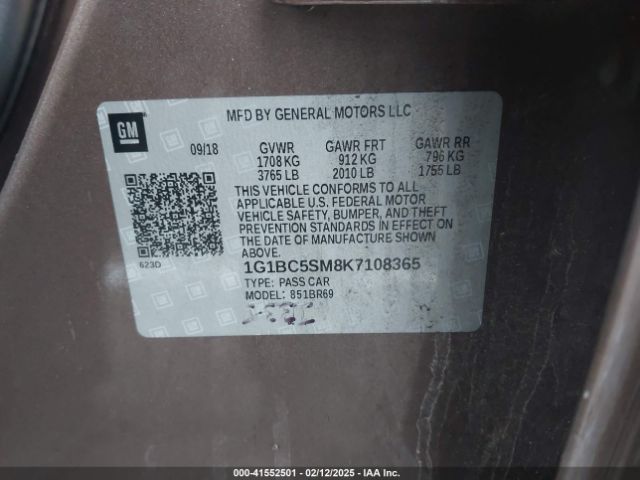 MFD BY GENERAL MOTORS LLC
GM
09/18 GVWR GAWR FRT GAWR RR
1708 KG 912 KG 796 KG
3765 LB 2010 LB 1755 LB
THIS VEHICLE CONFORMS TO ALL
APPLICABLE U.S. FEDERAL MOTOR
VEHICLE SAFETY, BUMPER, AND THEFT
PREVENTION STANDARDS IN EFFECT ON
THE DATE OF MANUFACTURE SHOWN
ABOVE.
623D
1G1BC5SM8K7108365
TYPE: PASS CAR
MODEL: 851BR69
000-41552501 - 02/12/2025 - IAA Inc.